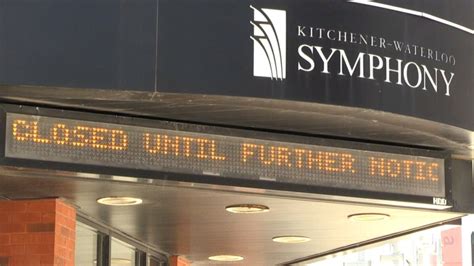 KITCHENER-WATERLOO
SYMPHONY
CLOSED UNTIL FURTHER NOTIC